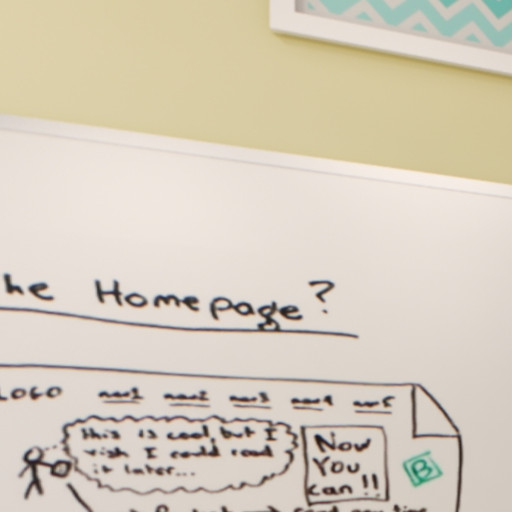 he Homepage?
LOGO nav1 nav2 nav3 nav4 nav5
this is cool but I
wish I could read
it later...
Now
You
can!!
B